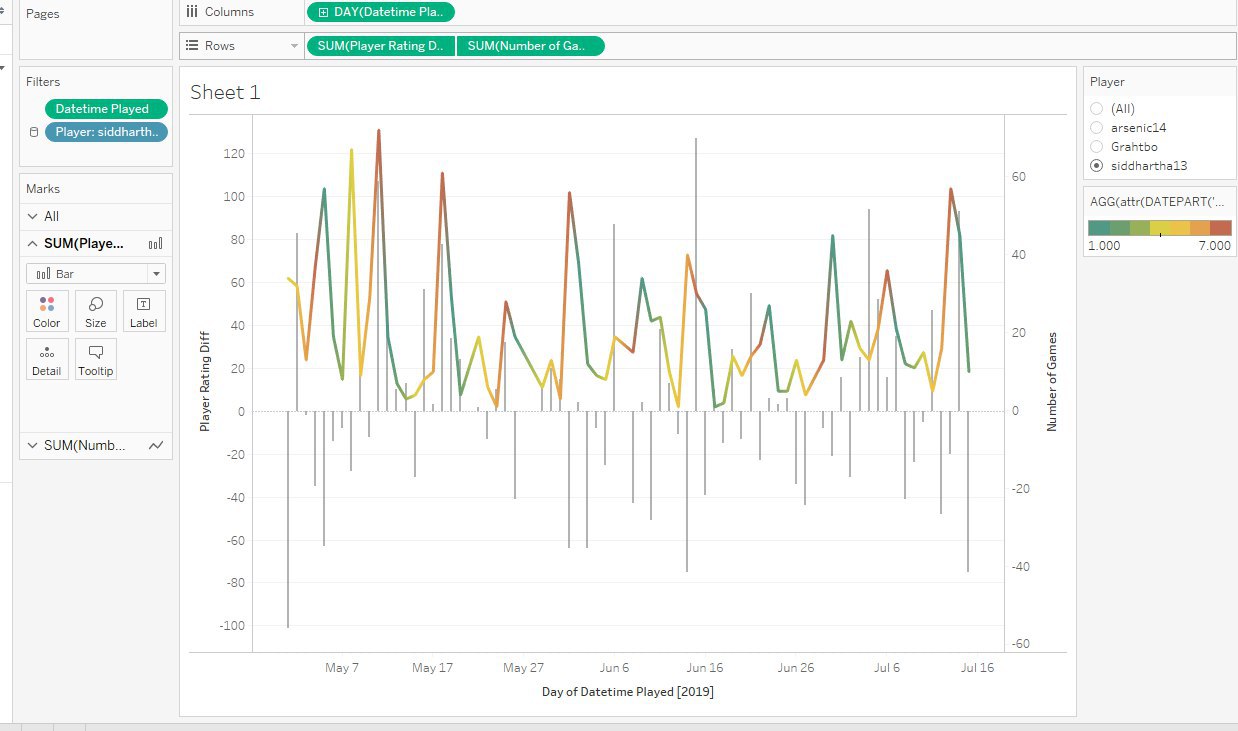 Pages
Columns
DAY(Datetime Pla..
Rows
SUM(Player Rating D..
SUM(Number of Ga..
Filters
Datetime Played
Player: siddharth..
Marks
All
SUM(Playe...
Bar
Color
Size
Label
Detail
Tooltip
SUM(Numb...
Sheet 1
Player Rating Diff
120
100
80
60
40
20
0
-20
-40
-60
-80
-100
60
40
20
0
-20
-40
-60
Number of Games
May 7
May 17
May 27
Jun 6
Jun 16
Jun 26
Jul 6
Jul 16
Day of Datetime Played [2019]
Player
(All)
arsenic14
Grahtbo
siddhartha13
AGG(attr(DATEPART('...
1.000
7.000